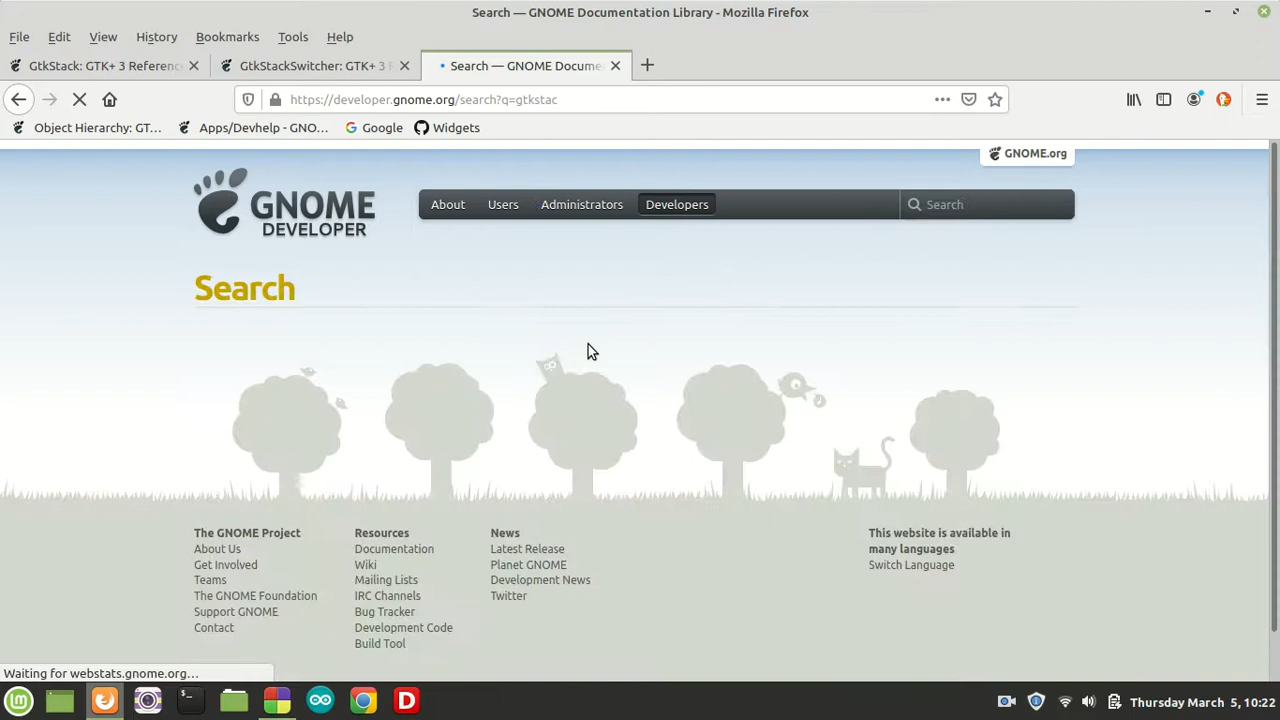 Search — GNOME Documentation Library - Mozilla Firefox
File Edit View History Bookmarks Tools Help
GtkStack: GTK+ 3 Reference
GtkStackSwitcher: GTK+ 3 R
Search — GNOME Docume
https://developer.gnome.org/search?q=gtkstac
Object Hierarchy: GT… Apps/Devhelp - GNO… Google Widgets
GNOME.org
GNOME
DEVELOPER
About Users Administrators Developers Search
Search
The GNOME Project
About Us
Get Involved
Teams
The GNOME Foundation
Support GNOME
Contact
Resources
Documentation
Wiki
Mailing Lists
IRC Channels
Bug Tracker
Development Code
Build Tool
News
Latest Release
Planet GNOME
Development News
Twitter
This website is available in
many languages
Switch Language
Waiting for webstats.gnome.org…
Thursday March 5, 10:22